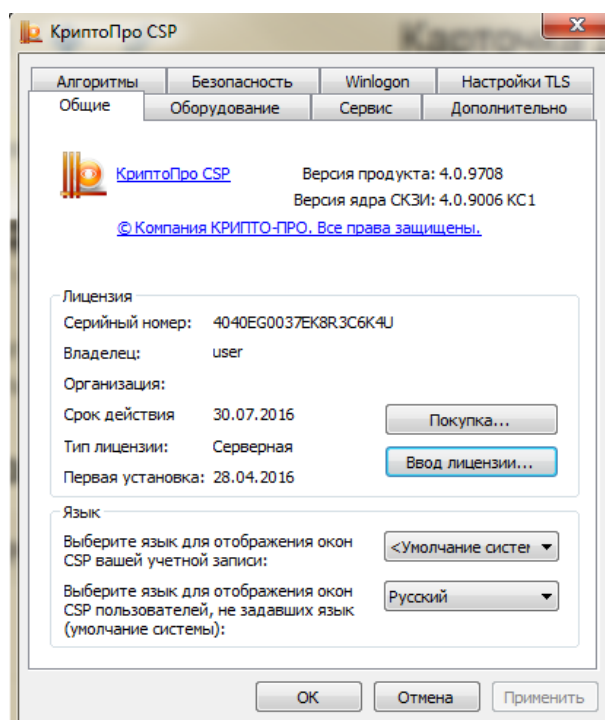 КриптоПро CSP
Алгоритмы Безопасность Winlogon Настройки TLS
Общие Оборудование Сервис Дополнительно
КриптоПро CSP Версия продукта: 4.0.9708
Версия ядра СКЗИ: 4.0.9006 КС1
© Компания КРИПТО-ПРО. Все права защищены.
Лицензия
Серийный номер: 4040EG0037EK8R3C6K4U
Владелец: user
Организация:
Срок действия 30.07.2016 Покупка...
Тип лицензии: Серверная Ввод лицензии...
Первая установка: 28.04.2016
Язык
Выберите язык для отображения окон
CSP вашей учетной записи: <Умолчание систег
Выберите язык для отображения окон
CSP пользователей, не задавших язык
(умолчание системы): Русский
OK Отмена Применить